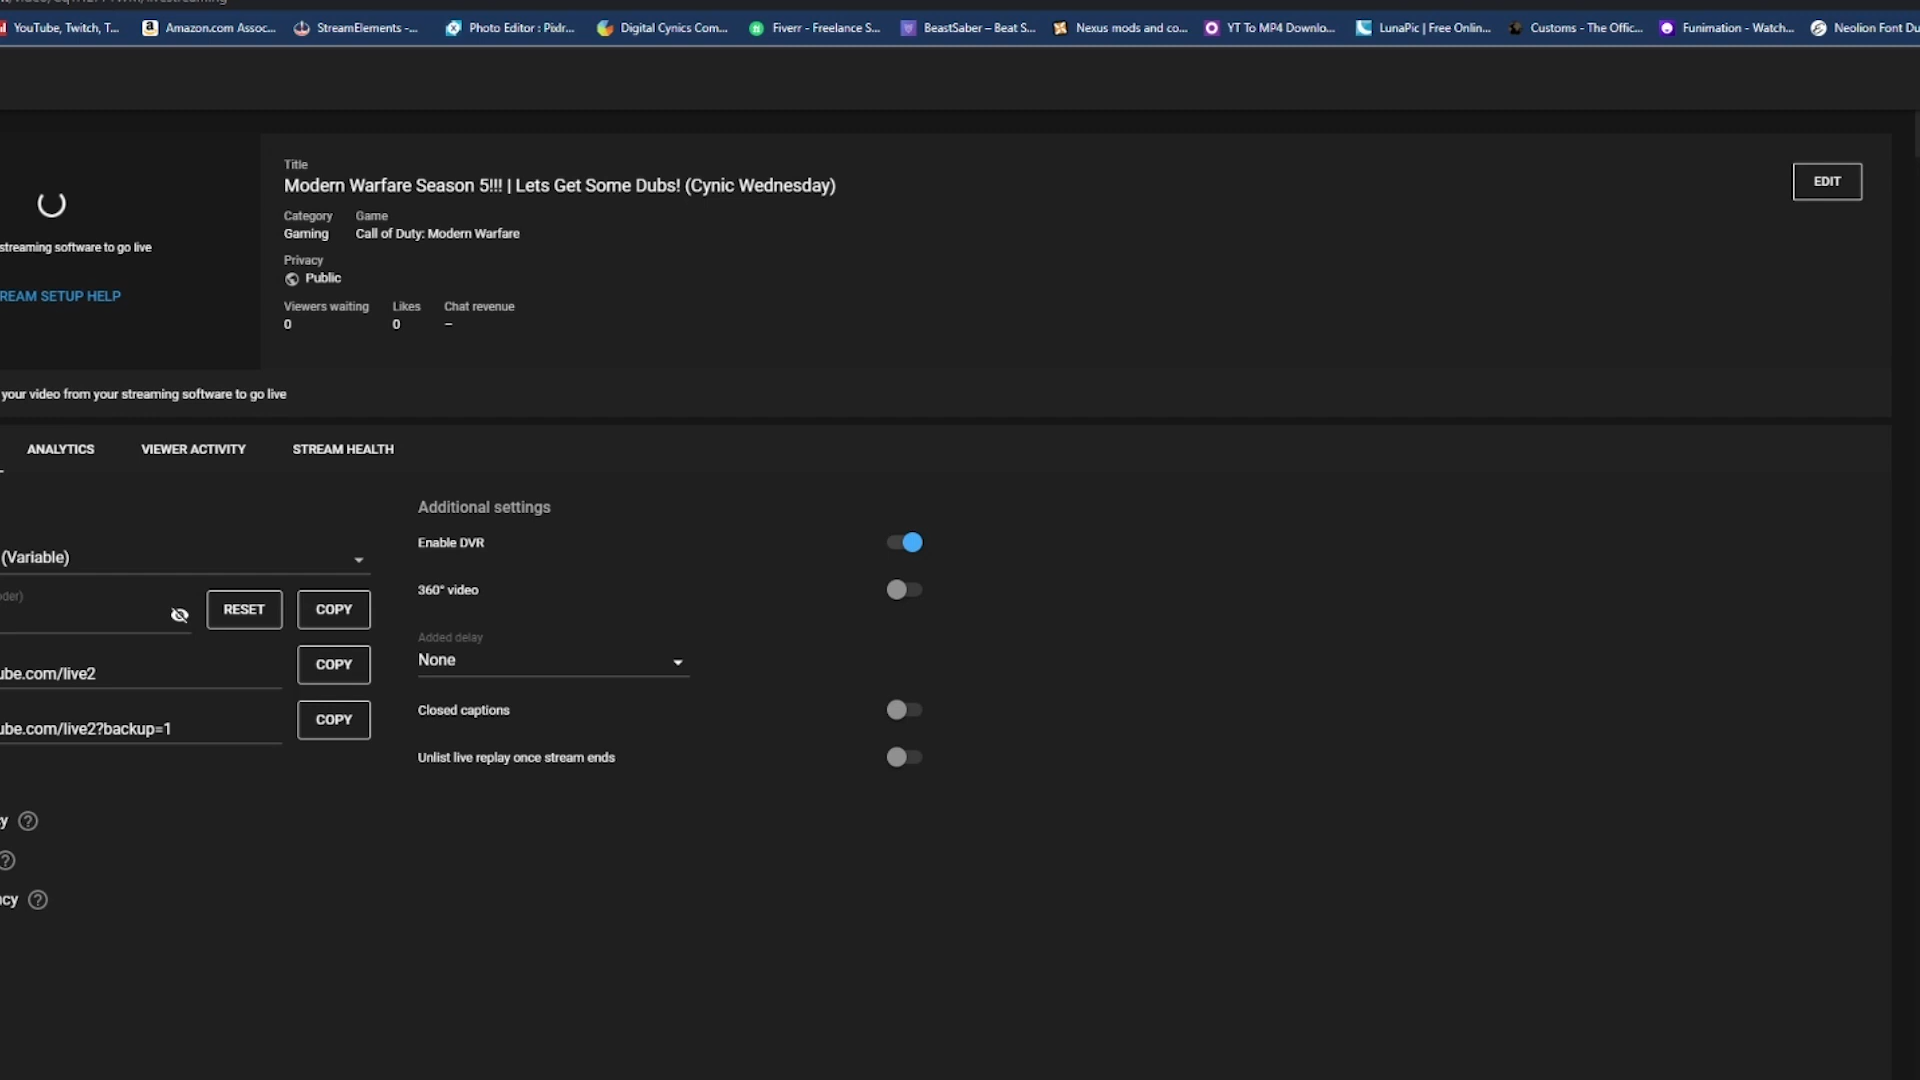 YouTube, Twitch, T... Amazon.com Assoc... StreamElements -... Photo Editor : Pixlr... Digital Cynics Com... Fiverr - Freelance S... BeastSaber – Beat S... Nexus mods and co... YT To MP4 Downlo... LunaPic | Free Onlin... Customs - The Offic... Funimation - Watch... Neolion Font Du
Title
Modern Warfare Season 5!!! | Lets Get Some Dubs! (Cynic Wednesday)
EDIT
Category Game
Gaming Call of Duty: Modern Warfare
streaming software to go live
Privacy
Public
REAM SETUP HELP
Viewers waiting Likes Chat revenue
0 0 –
your video from your streaming software to go live
ANALYTICS VIEWER ACTIVITY STREAM HEALTH
Additional settings
Enable DVR
(Variable)
360° video
oder)
RESET COPY
Added delay
None
COPY
ube.com/live2
Closed captions
COPY
ube.com/live2?backup=1
Unlist live replay once stream ends
cy
ncy